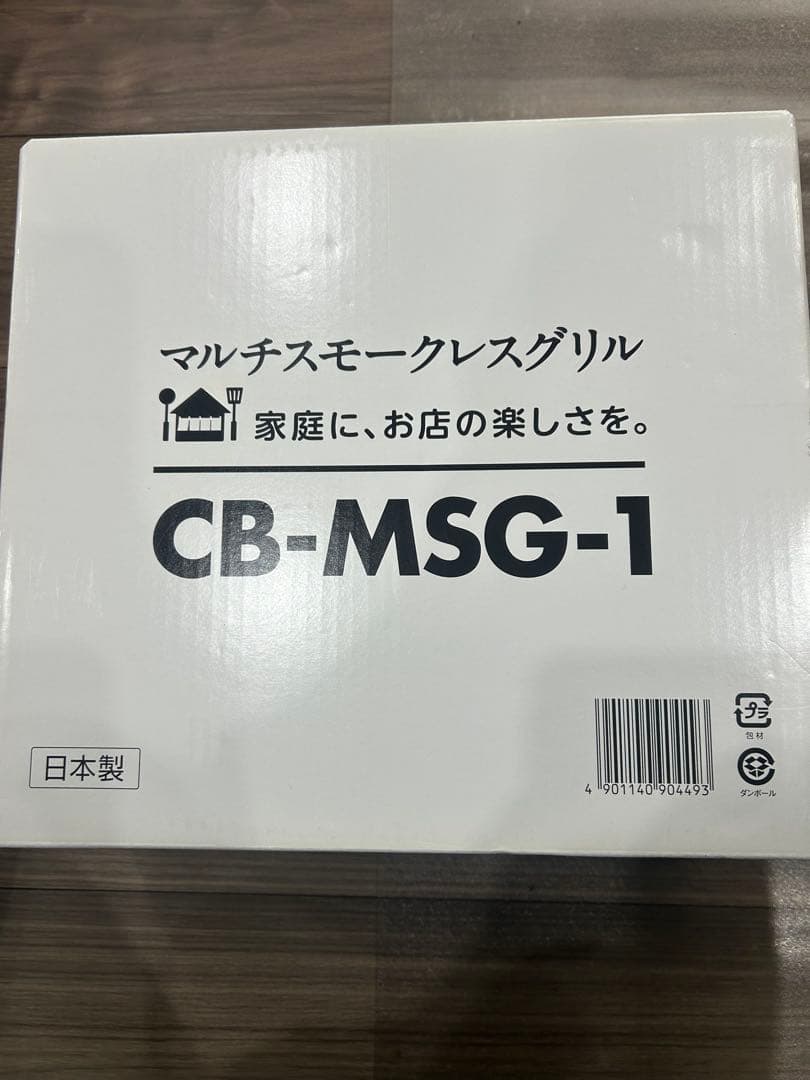 マルチスモークレスグリル
家庭に、お店の楽しさを。
CB-MSG-1
日本製
4 901140 904493
プラ
包材
ダンボール